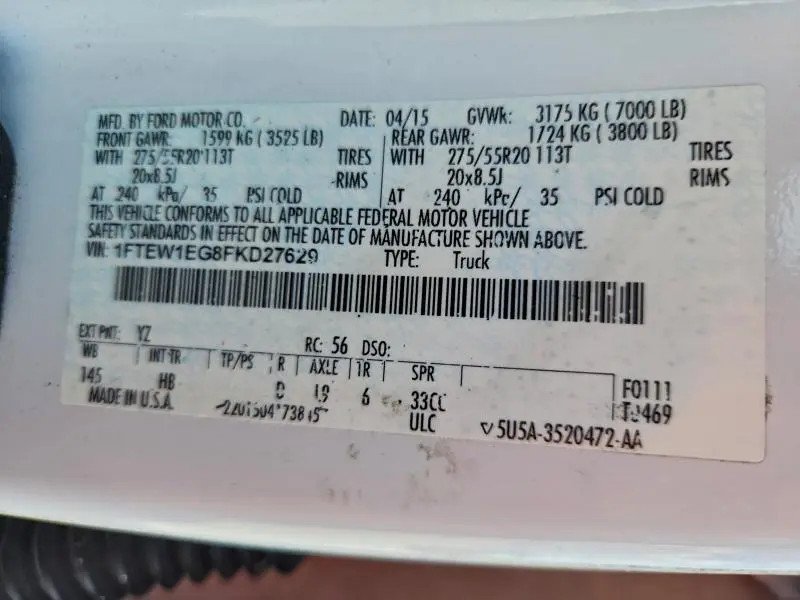 MFD. BY FORD MOTOR CO. DATE: 04/15 GVWR: 3175 KG ( 7000 LB)
FRONT GAWR: 1599 KG ( 3525 LB) REAR GAWR: 1724 KG ( 3800 LB)
WITH 275/55R20 113T TIRES WITH 275/55R20 113T TIRES
20x8.5J RIMS 20x8.5J RIMS
AT 240 kPa/ 35 PSI COLD AT 240 kPa/ 35 PSI COLD
THIS VEHICLE CONFORMS TO ALL APPLICABLE FEDERAL MOTOR VEHICLE
SAFETY STANDARDS IN EFFECT ON THE DATE OF MANUFACTURE SHOWN ABOVE.
VIN: 1FTEW1EG8FKD27629 TYPE: Truck
EXT PNT: YZ RC: 56 DSO:
WB INT TR TP/PS R AXLE TR SPR
145 HB 6 F0111
MADE IN U.S.A. ULC 5U5A-3520472-AA